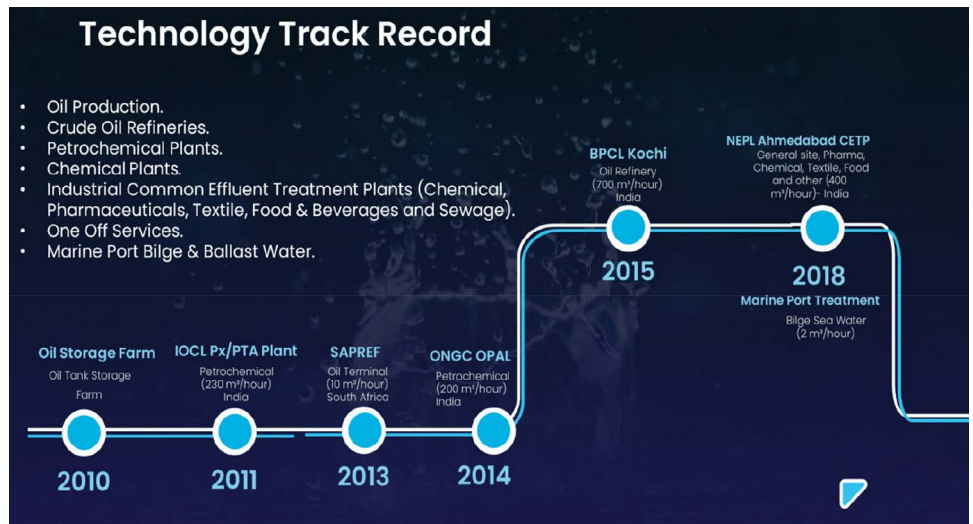 Technology Track Record
• Oil Production.
• Crude Oil Refineries.
• Petrochemical Plants.
• Chemical Plants.
• Industrial Common Effluent Treatment Plants (Chemical,
Pharmaceuticals, Textile, Food & Beverages and Sewage).
• One Off Services.
• Marine Port Bilge & Ballast Water.
Oil Storage Farm
Oil Tank Storage
Farm
2010
IOCL Px/PTA Plant
Petrochemical
(230 m³/hour)
India
2011
SAPREF
Oil Terminal
(10 m³/hour)
South Africa
2013
ONGC OPAL
Petrochemical
(200 m³/hour)
India
2014
BPCL Kochi
Oil Refinery
(700 m³/hour)
India
2015
NEPL Ahmedabad CETP
General site, Pharma,
Chemical, Textile, Food
and other (400
m³/hour)- India
2018
Marine Port Treatment
Bilge Sea Water
(2 m³/hour)